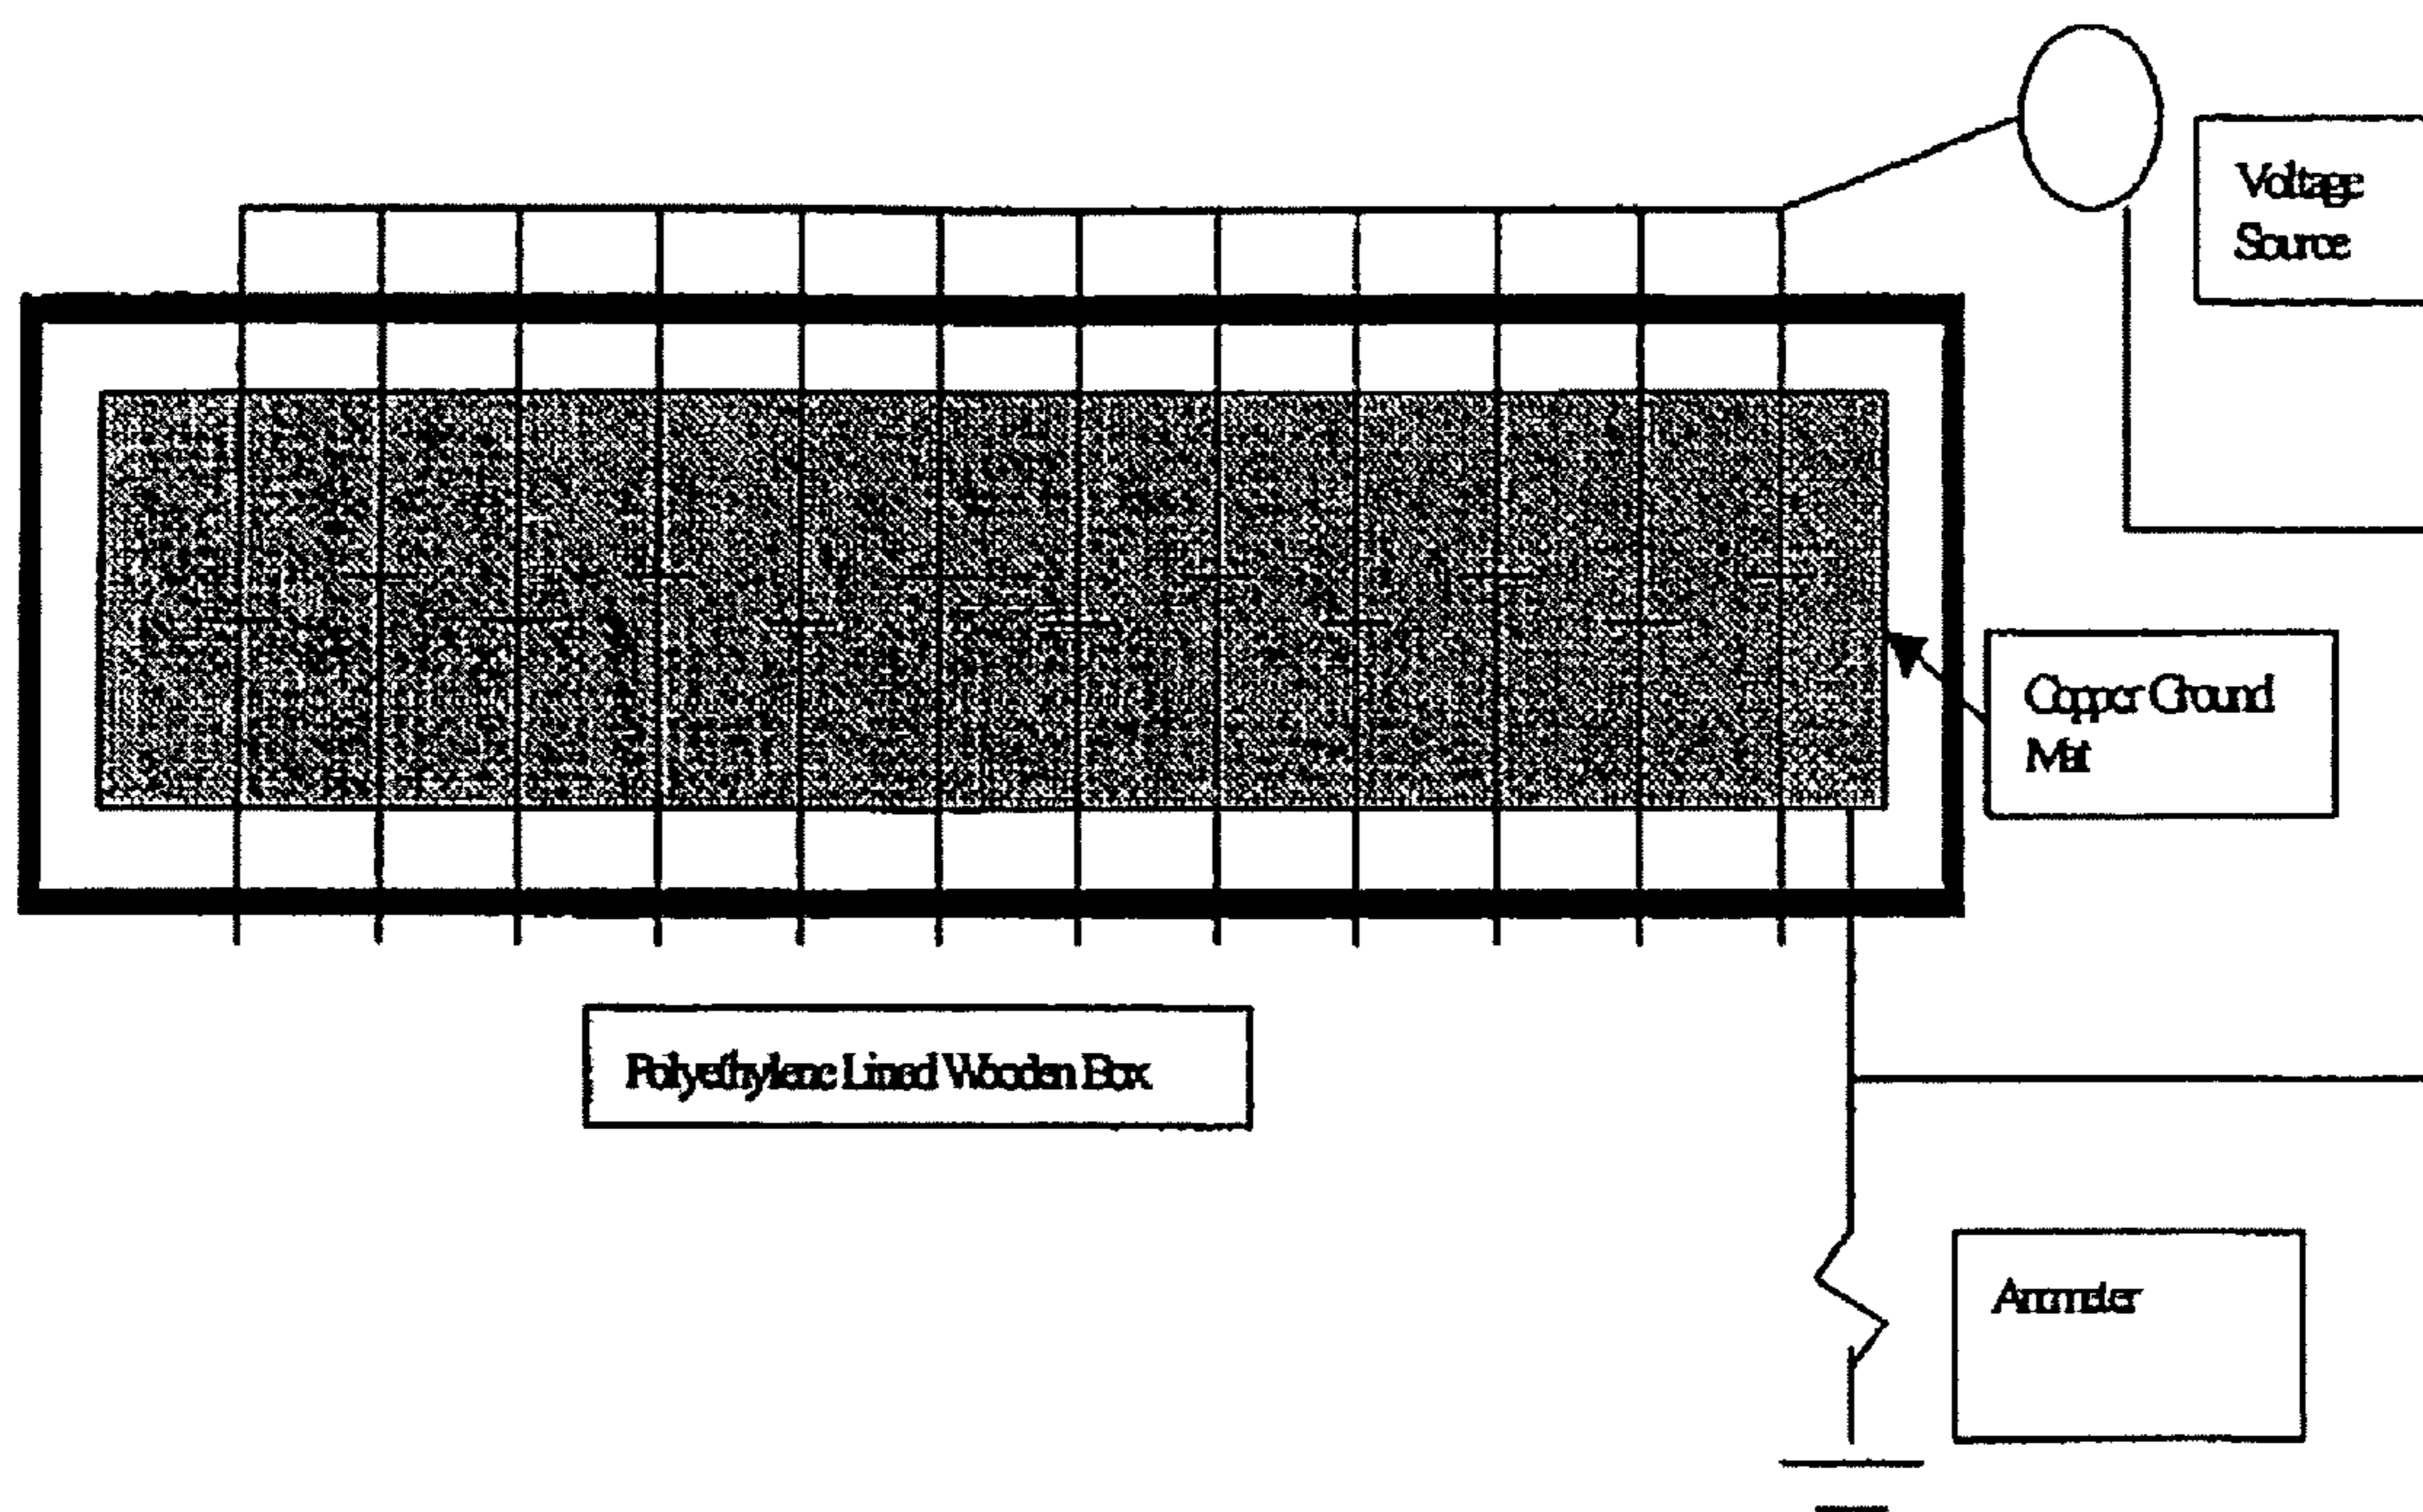 Voltage
Source
Copper Ground
Mat
Polyethylene Lined Wooden Box
Ammeter